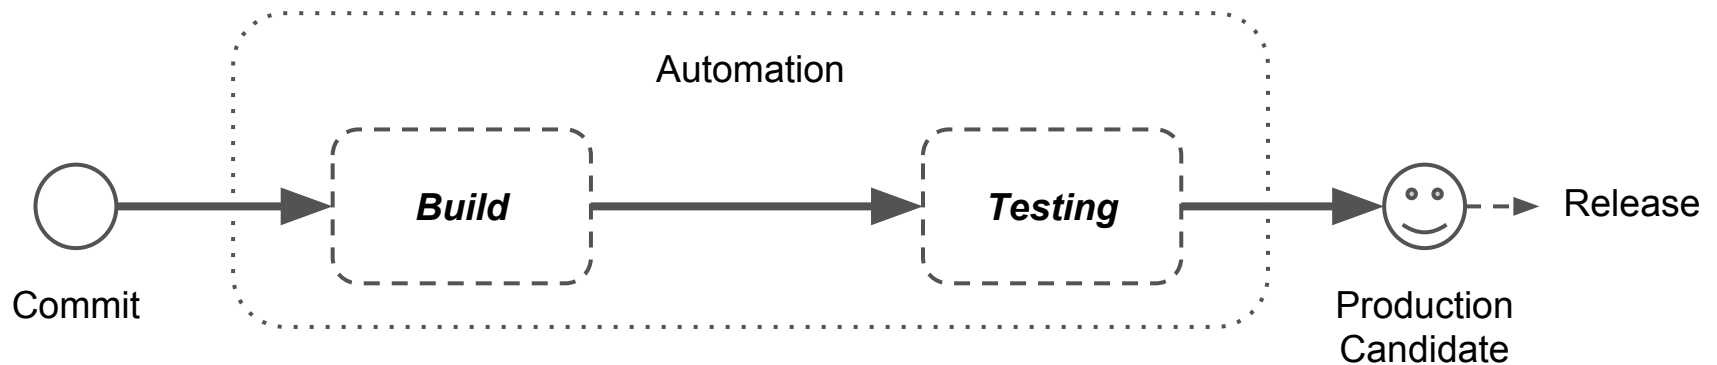 Automation
Build
Testing
Release
Commit
Production
Candidate